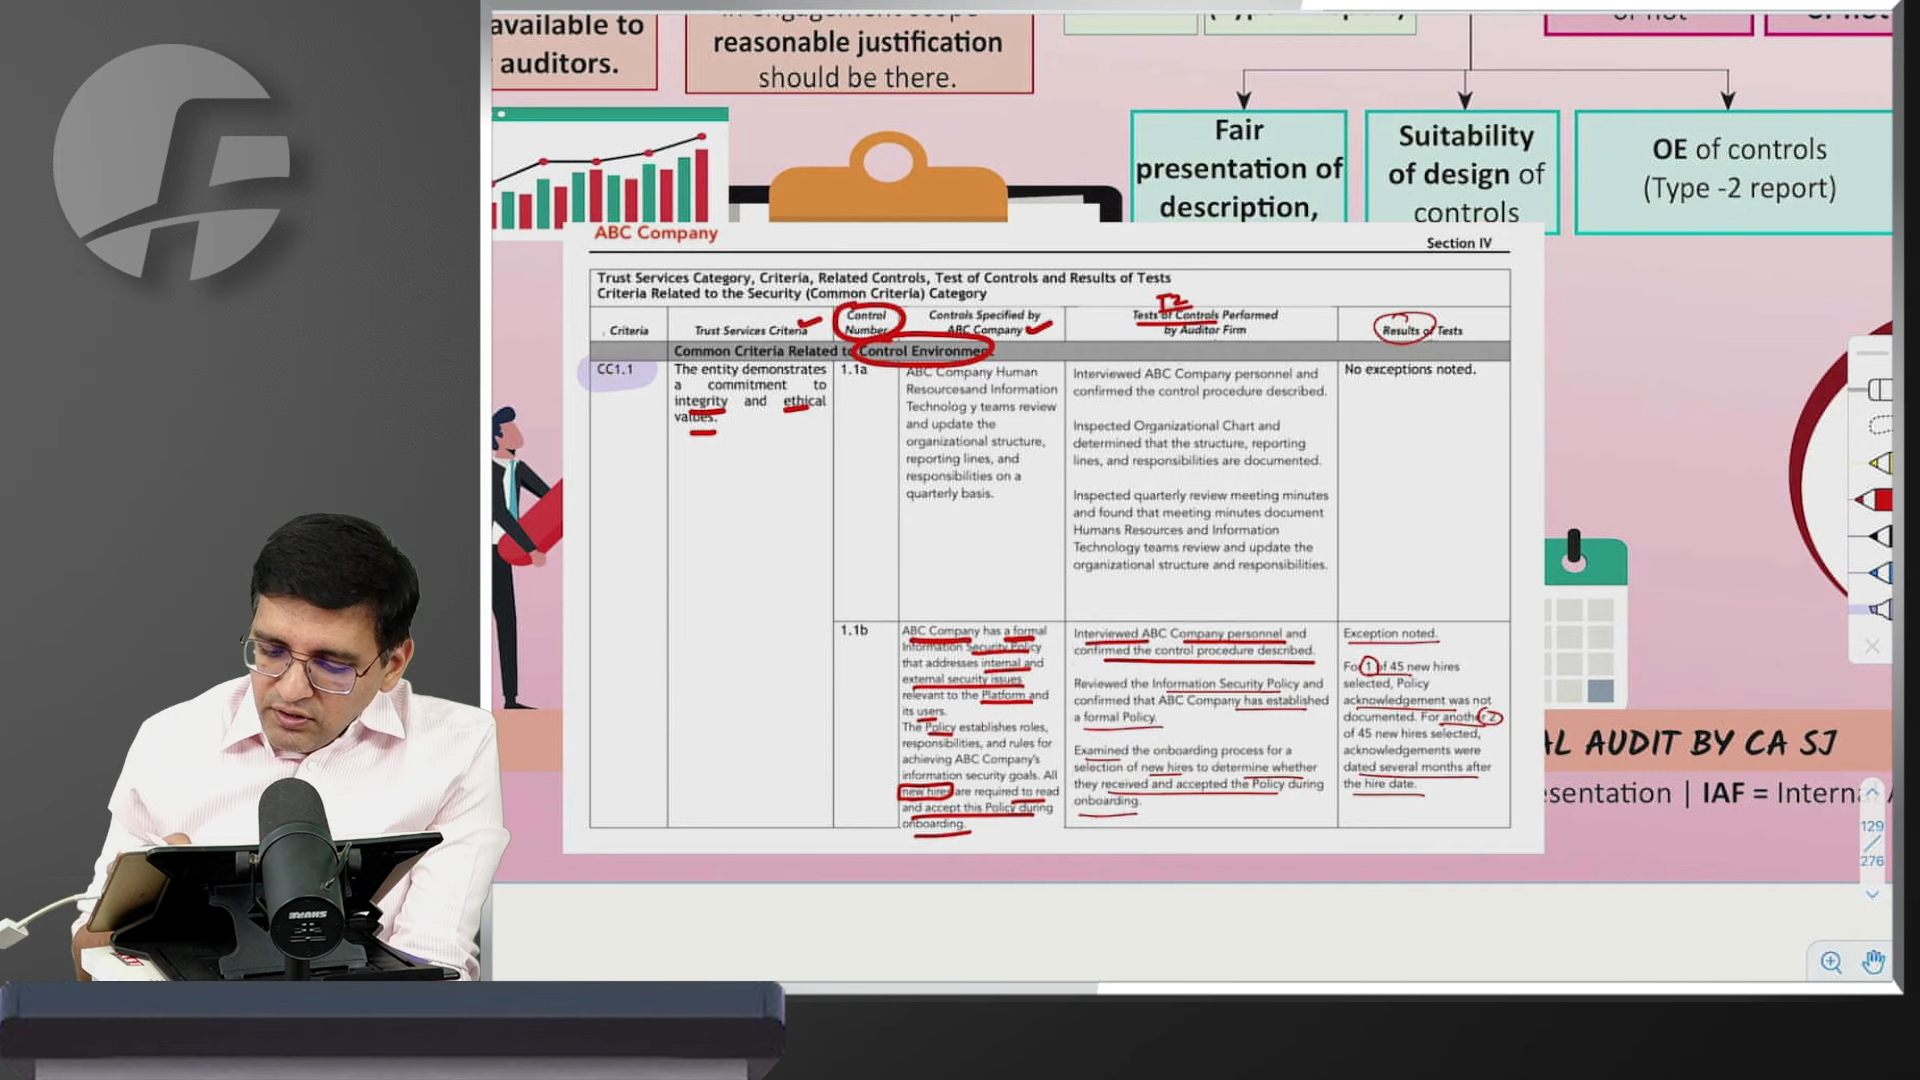 available to
auditors.
reasonable justification
should be there.
Fair
presentation of
description,
Suitability
of design of
controls
OE of controls
(Type -2 report)
ABC Company
Section IV
Trust Services Category, Criteria, Related Controls, Test of Controls and Results of Tests
Criteria Related to the Security (Common Criteria) Category
T2
Criteria
Trust Services Criteria
Control
Number
Controls Specified by
ABC Company
Tests of Controls Performed
by Auditor Firm
Results of Tests
Common Criteria Related to Control Environment
CC1.1
The entity demonstrates
a commitment to
integrity and ethical
values.
1.1a
ABC Company Human
Resourcesand Information
Technolog y teams review
and update the
organizational structure,
reporting lines, and
responsibilities on a
quarterly basis.
Interviewed ABC Company personnel and
confirmed the control procedure described.
Inspected Organizational Chart and
determined that the structure, reporting
lines, and responsibilities are documented.
Inspected quarterly review meeting minutes
and found that meeting minutes document
Humans Resources and Information
Technology teams review and update the
organizational structure and responsibilities.
No exceptions noted.
1.1b
ABC Company has a formal
Information Security Policy
that addresses internal and
external security issues
relevant to the Platform and
its users.
The Policy establishes roles,
responsibilities, and rules for
achieving ABC Company's
information security goals. All
new hires are required to read
and accept this Policy during
onboarding.
Interviewed ABC Company personnel and
confirmed the control procedure described.
Reviewed the Information Security Policy and
confirmed that ABC Company has established
a formal Policy.
Examined the onboarding process for a
selection of new hires to determine whether
they received and accepted the Policy during
onboarding.
Exception noted.
For 1 of 45 new hires
selected, Policy
acknowledgement was not
documented. For another 2
of 45 new hires selected,
acknowledgements were
dated several months after
the hire date.
AL AUDIT BY CA SJ
esentation | IAF = Interna
129
/
276
SHURE